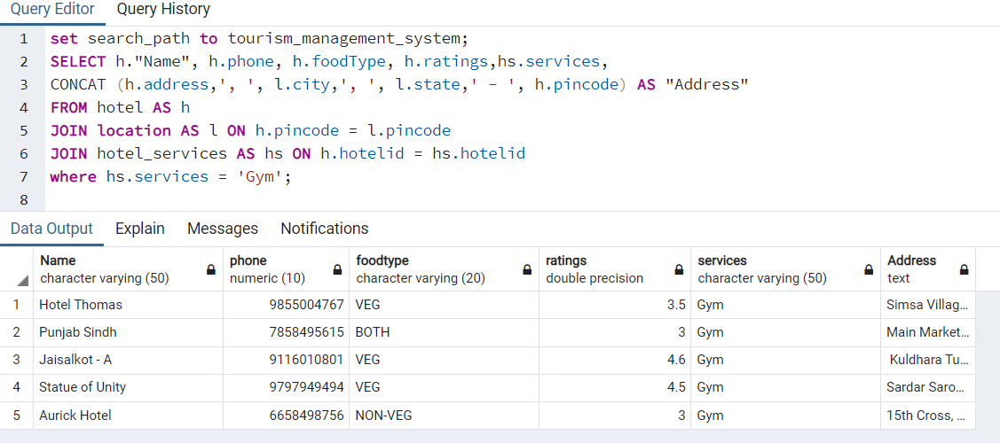 Query Editor Query History
1 set search_path to tourism_management_system;
2 SELECT h."Name", h.phone, h.foodType, h.ratings,hs.services,
3 CONCAT (h.address,', ', l.city,', ', l.state,' - ', h.pincode) AS "Address"
4 FROM hotel AS h
5 JOIN location AS l ON h.pincode = l.pincode
6 JOIN hotel_services AS hs ON h.hotelid = hs.hotelid
7 where hs.services = 'Gym';
8
Data Output Explain Messages Notifications
Name phone foodtype ratings services Address
character varying (50) numeric (10) character varying (20) double precision character varying (50) text
1 Hotel Thomas 9855004767 VEG 3.5 Gym Simsa Villag...
2 Punjab Sindh 7858495615 BOTH 3 Gym Main Market...
3 Jaisalkot - A 9116010801 VEG 4.6 Gym Kuldhara Tu...
4 Statue of Unity 9797949494 VEG 4.5 Gym Sardar Saro...
5 Aurick Hotel 6658498756 NON-VEG 3 Gym 15th Cross, ...